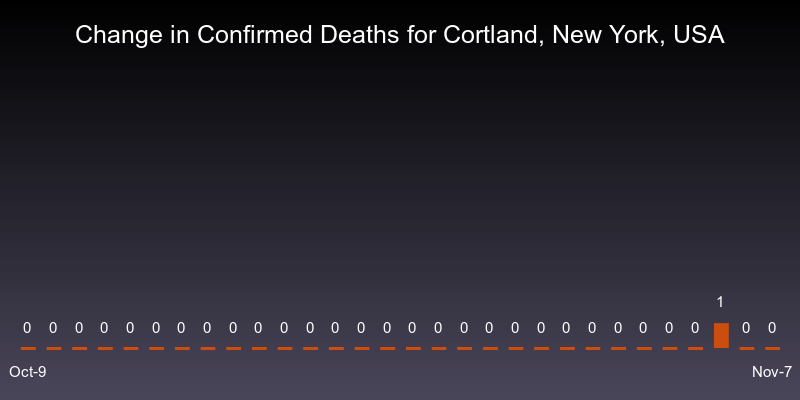 Change in Confirmed Deaths for Cortland, New York, USA
1
0 0 0 0 0 0 0 0 0 0 0 0 0 0 0 0 0 0 0 0 0 0 0 0 0 0 0 0 0
Oct-9 Nov-7